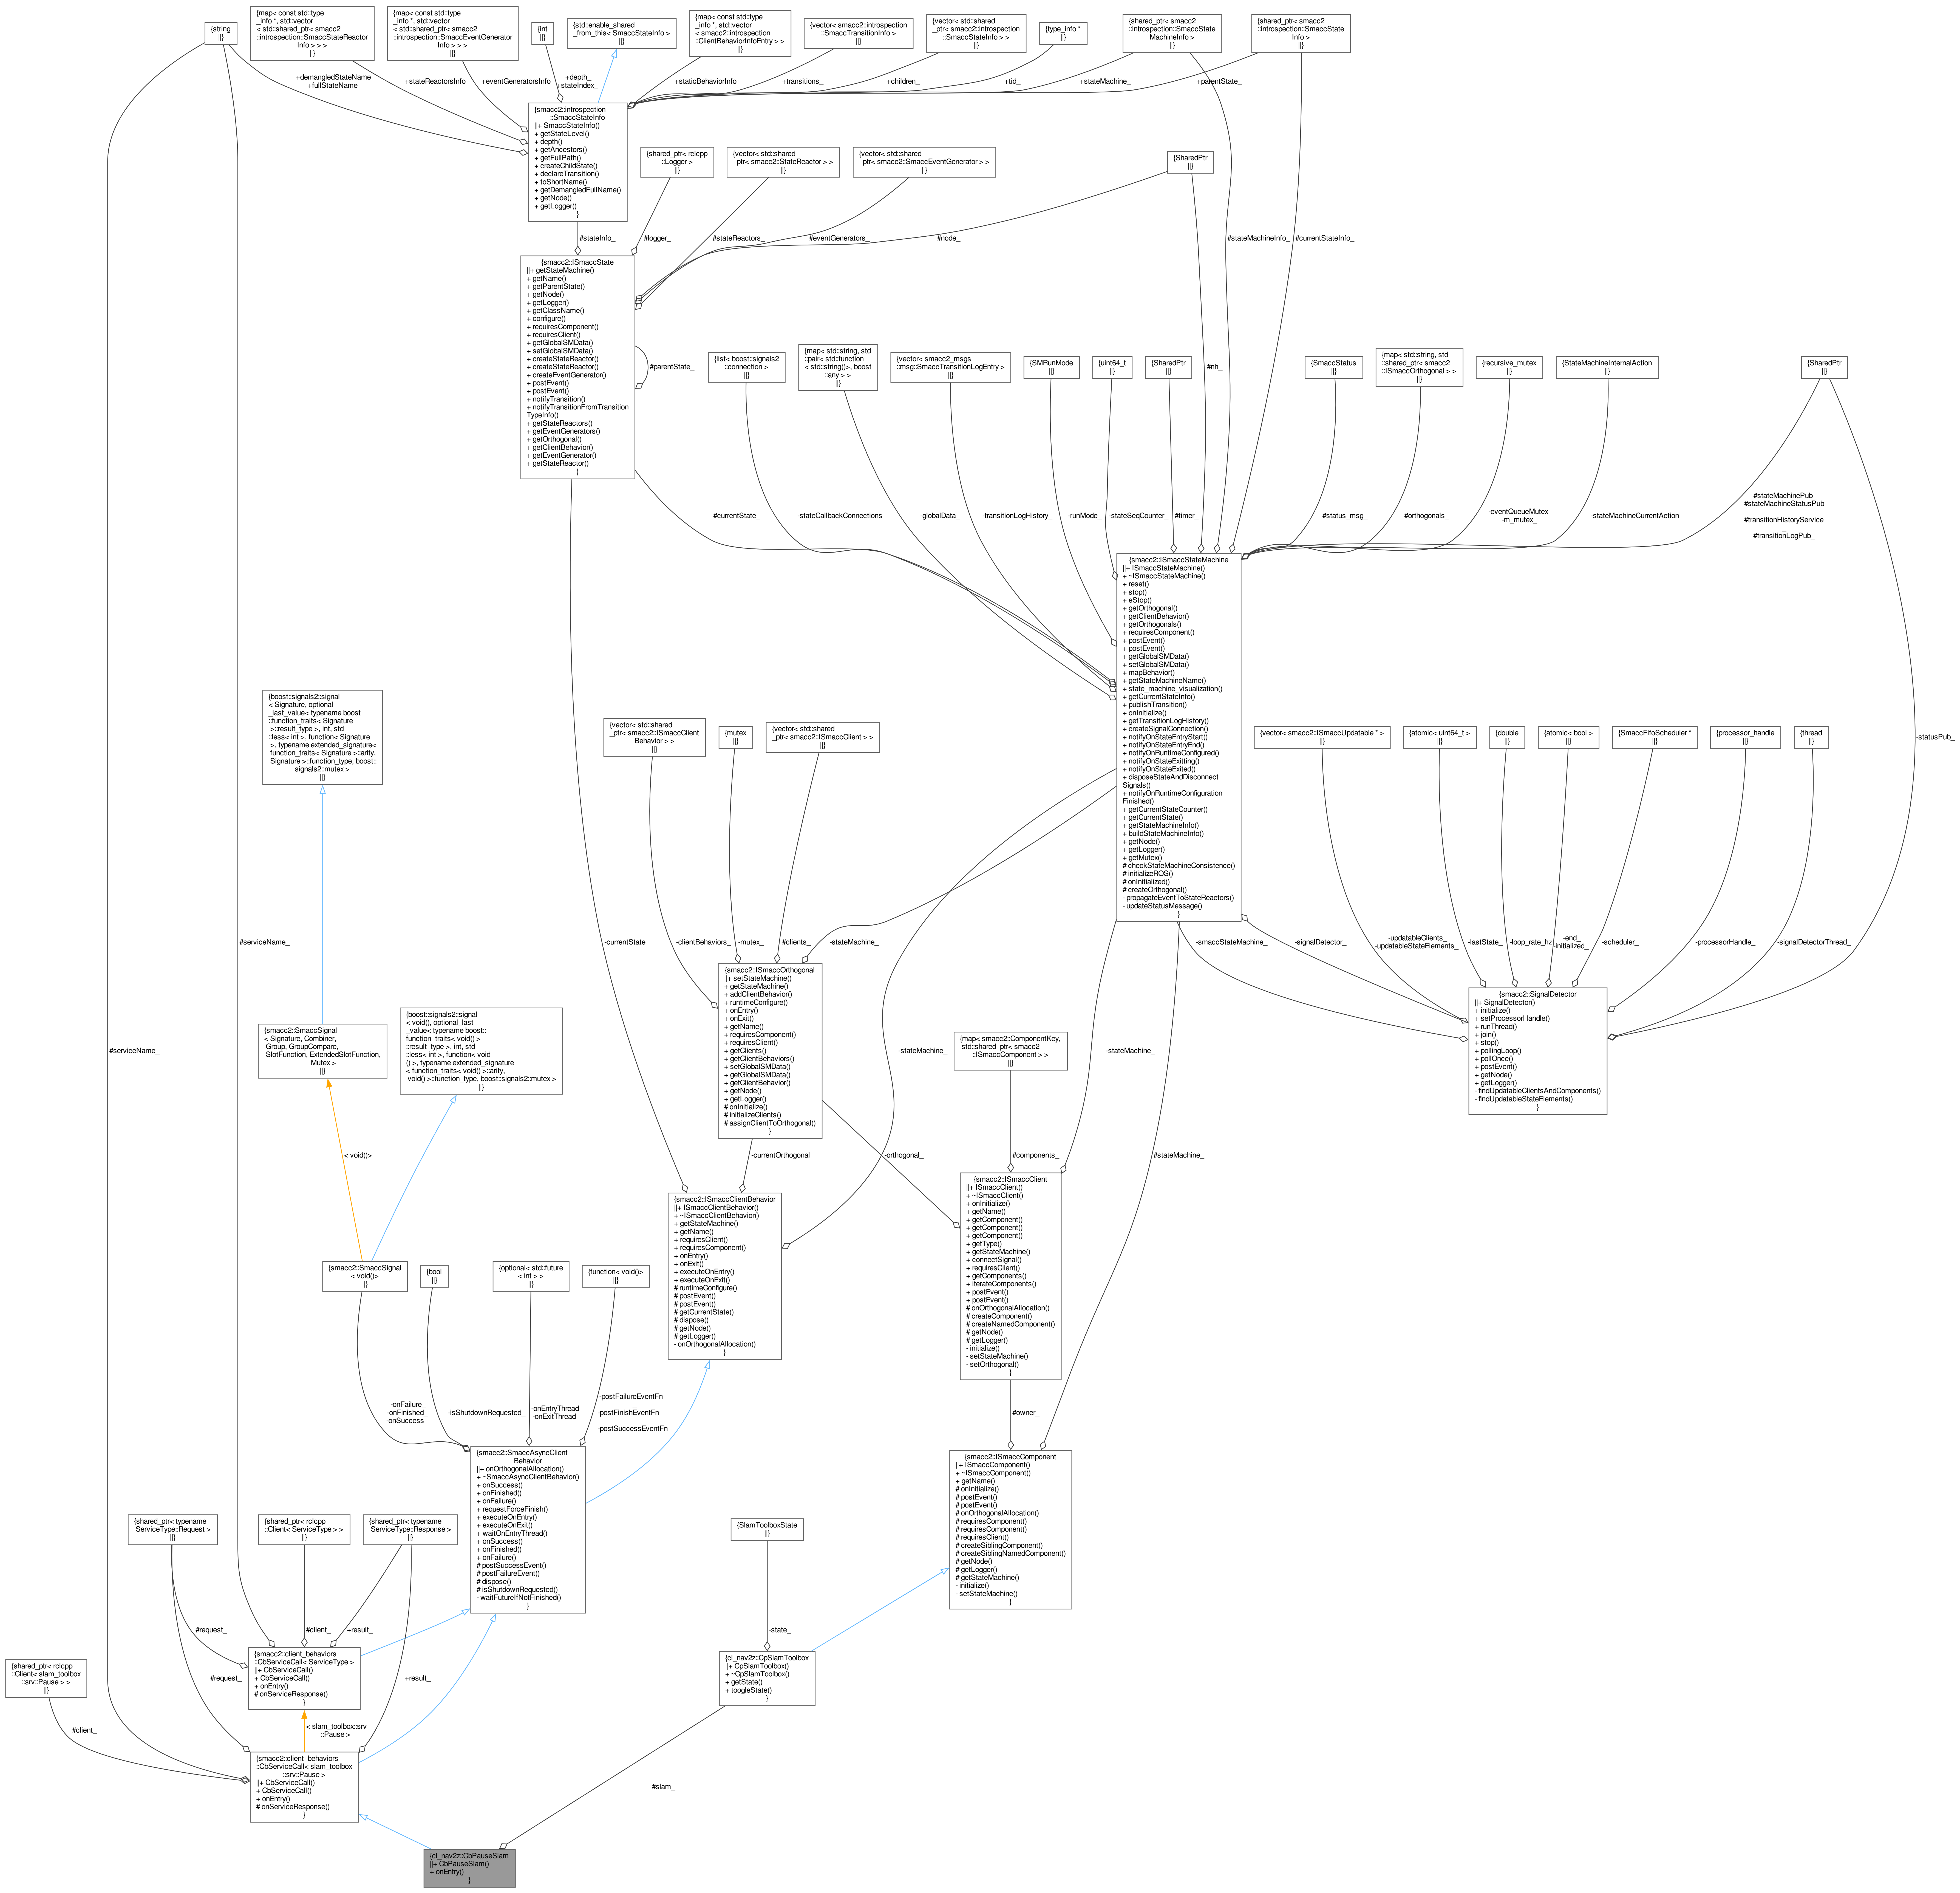 {string
||}
{map< const std::type
_info *, std::vector
< std::shared_ptr< smacc2
::introspection::SmaccStateReactor
Info > > >
||}
{map< const std::type
_info *, std::vector
< std::shared_ptr< smacc2
::introspection::SmaccEventGenerator
Info > > >
||}
{int
||}
{std::enable_shared
_from_this< SmaccStateInfo >
||}
{map< const std::type
_info *, std::vector
< smacc2::introspection
::ClientBehaviorInfoEntry > >
||}
{vector< smacc2::introspection
::SmaccTransitionInfo >
||}
{vector< std::shared
_ptr< smacc2::introspection
::SmaccStateInfo > >
||}
{type_info *
||}
{shared_ptr< smacc2
::introspection::SmaccState
MachineInfo >
||}
{shared_ptr< smacc2
::introspection::SmaccState
Info >
||}
+demangledStateName
+fullStateName
+stateReactorsInfo
+eventGeneratorsInfo
+depth_
+stateIndex_
+staticBehaviorInfo
+transitions_
+children_
+tid_
+stateMachine_
+parentState_
{smacc2::introspection
::SmaccStateInfo
||+ SmaccStateInfo()
+ getStateLevel()
+ depth()
+ getAncestors()
+ getFullPath()
+ createChildState()
+ declareTransition()
+ toShortName()
+ getDemangledFullName()
+ getNode()
+ getLogger()
}
{shared_ptr< rclcpp
::Logger >
||}
{vector< std::shared
_ptr< smacc2::StateReactor > >
||}
{vector< std::shared
_ptr< smacc2::SmaccEventGenerator > >
||}
{SharedPtr
||}
#stateInfo_
#logger_
#stateReactors_
#eventGenerators_
#node_
#stateMachineInfo_
#currentStateInfo_
{smacc2::ISmaccState
||+ getStateMachine()
+ getName()
+ getParentState()
+ getNode()
+ getLogger()
+ getClassName()
+ configure()
+ requiresComponent()
+ requiresClient()
+ getGlobalSMData()
+ setGlobalSMData()
+ createStateReactor()
+ createStateReactor()
+ createEventGenerator()
+ postEvent()
+ postEvent()
+ notifyTransition()
+ notifyTransitionFromTransition
TypeInfo()
+ getStateReactors()
+ getEventGenerators()
+ getOrthogonal()
+ getClientBehavior()
+ getEventGenerator()
+ getStateReactor()
}
#parentState_
{list< boost::signals2
::connection >
||}
{map< std::string, std
::pair< std::function
< std::string()>, boost
::any > >
||}
{vector< smacc2_msgs
::msg::SmaccTransitionLogEntry >
||}
{SMRunMode
||}
{uint64_t
||}
{SharedPtr
||}
#nh_
{SmaccStatus
||}
{map< std::string, std
::shared_ptr< smacc2
::ISmaccOrthogonal > >
||}
{recursive_mutex
||}
{StateMachineInternalAction
||}
{SharedPtr
||}
#currentState_
-stateCallbackConnections
-globalData_
-transitionLogHistory_
-runMode_
-stateSeqCounter_
#timer_
#status_msg_
#orthogonals_
-eventQueueMutex_
-m_mutex_
-stateMachineCurrentAction
#stateMachinePub_
#stateMachineStatusPub
_
#transitionHistoryService
_
#transitionLogPub_
{smacc2::ISmaccStateMachine
||+ ISmaccStateMachine()
+ ~ISmaccStateMachine()
+ reset()
+ stop()
+ eStop()
+ getOrthogonal()
+ getClientBehavior()
+ getOrthogonals()
+ requiresComponent()
+ postEvent()
+ postEvent()
+ getGlobalSMData()
+ setGlobalSMData()
+ mapBehavior()
+ getStateMachineName()
+ state_machine_visualization()
+ getCurrentStateInfo()
+ publishTransition()
+ onInitialize()
+ getTransitionLogHistory()
+ createSignalConnection()
+ notifyOnStateEntryStart()
+ notifyOnStateEntryEnd()
+ notifyOnRuntimeConfigured()
+ notifyOnStateExitting()
+ notifyOnStateExited()
+ disposeStateAndDisconnect
Signals()
+ notifyOnRuntimeConfiguration
Finished()
+ getCurrentStateCounter()
+ getCurrentState()
+ getStateMachineInfo()
+ buildStateMachineInfo()
+ getNode()
+ getLogger()
+ getMutex()
# checkStateMachineConsistence()
# initializeROS()
# onInitialized()
# createOrthogonal()
- propagateEventToStateReactors()
- updateStatusMessage()
}
{boost::signals2::signal
< Signature, optional
_last_value< typename boost
::function_traits< Signature
>::result_type >, int, std
::less< int >, function< Signature
>, typename extended_signature<
function_traits< Signature >::arity,
Signature >::function_type, boost::
signals2::mutex >
||}
{vector< std::shared
_ptr< smacc2::ISmaccClient
Behavior > >
||}
{mutex
||}
{vector< std::shared
_ptr< smacc2::ISmaccClient > >
||}
{vector< smacc2::ISmaccUpdatable * >
||}
{atomic< uint64_t >
||}
{double
||}
{atomic< bool >
||}
{SmaccFifoScheduler *
||}
{processor_handle
||}
{thread
||}
-statusPub_
#serviceName_
-currentState
-clientBehaviors_
-mutex_
#clients_
-stateMachine_
-smaccStateMachine_
-signalDetector_
-updatableClients_
-updatableStateElements_
-lastState_
-loop_rate_hz
-end_
-initialized_
-scheduler_
-processorHandle_
-signalDetectorThread_
{smacc2::ISmaccOrthogonal
||+ setStateMachine()
+ getStateMachine()
+ addClientBehavior()
+ runtimeConfigure()
+ onEntry()
+ onExit()
+ getName()
+ requiresComponent()
+ requiresClient()
+ getClients()
+ getClientBehaviors()
+ setGlobalSMData()
+ getGlobalSMData()
+ getClientBehavior()
+ getNode()
+ getLogger()
# onInitialize()
# initializeClients()
# assignClientToOrthogonal()
}
{smacc2::SignalDetector
||+ SignalDetector()
+ initialize()
+ setProcessorHandle()
+ runThread()
+ join()
+ stop()
+ pollingLoop()
+ pollOnce()
+ postEvent()
+ getNode()
+ getLogger()
- findUpdatableClientsAndComponents()
- findUpdatableStateElements()
}
{smacc2::SmaccSignal
< Signature, Combiner,
Group, GroupCompare,
SlotFunction, ExtendedSlotFunction,
Mutex >
||}
{boost::signals2::signal
< void(), optional_last
_value< typename boost::
function_traits< void() >
::result_type >, int, std
::less< int >, function< void
() >, typename extended_signature
< function_traits< void() >::arity,
void() >::function_type, boost::signals2::mutex >
||}
#serviceName_
-stateMachine_
-stateMachine_
{map< smacc2::ComponentKey,
std::shared_ptr< smacc2
::ISmaccComponent > >
||}
< void()>
-currentOrthogonal
-orthogonal_
#components_
#stateMachine_
{smacc2::ISmaccClientBehavior
||+ ISmaccClientBehavior()
+ ~ISmaccClientBehavior()
+ getStateMachine()
+ getName()
+ requiresClient()
+ requiresComponent()
+ onEntry()
+ onExit()
+ executeOnEntry()
+ executeOnExit()
# runtimeConfigure()
# postEvent()
# postEvent()
# getCurrentState()
# dispose()
# getNode()
# getLogger()
- onOrthogonalAllocation()
}
{smacc2::ISmaccClient
||+ ISmaccClient()
+ ~ISmaccClient()
+ onInitialize()
+ getName()
+ getComponent()
+ getComponent()
+ getComponent()
+ getType()
+ getStateMachine()
+ connectSignal()
+ requiresClient()
+ getComponents()
+ iterateComponents()
+ postEvent()
+ postEvent()
# onOrthogonalAllocation()
# createComponent()
# createNamedComponent()
# getNode()
# getLogger()
- initialize()
- setStateMachine()
- setOrthogonal()
}
{smacc2::SmaccSignal
< void()>
||}
{bool
||}
{optional< std::future
< int > >
||}
{function< void()>
||}
-onFailure_
-onFinished_
-onSuccess_
-isShutdownRequested_
-onEntryThread_
-onExitThread_
-postFailureEventFn
_
-postFinishEventFn
_
-postSuccessEventFn_
#owner_
{smacc2::SmaccAsyncClient
Behavior
||+ onOrthogonalAllocation()
+ ~SmaccAsyncClientBehavior()
+ onSuccess()
+ onFinished()
+ onFailure()
+ requestForceFinish()
+ executeOnEntry()
+ executeOnExit()
+ waitOnEntryThread()
+ onSuccess()
+ onFinished()
+ onFailure()
# postSuccessEvent()
# postFailureEvent()
# dispose()
# isShutdownRequested()
- waitFutureIfNotFinished()
}
{smacc2::ISmaccComponent
||+ ISmaccComponent()
+ ~ISmaccComponent()
+ getName()
# onInitialize()
# postEvent()
# postEvent()
# onOrthogonalAllocation()
# requiresComponent()
# requiresComponent()
# requiresClient()
# createSiblingComponent()
# createSiblingNamedComponent()
# getNode()
# getLogger()
# getStateMachine()
- initialize()
- setStateMachine()
}
{shared_ptr< typename
ServiceType::Request >
||}
{shared_ptr< rclcpp
::Client< ServiceType > >
||}
{shared_ptr< typename
ServiceType::Response >
||}
{SlamToolboxState
||}
#request_
#client_
+result_
-state_
{shared_ptr< rclcpp
::Client< slam_toolbox
::srv::Pause > >
||}
{smacc2::client_behaviors
::CbServiceCall< ServiceType >
||+ CbServiceCall()
+ CbServiceCall()
+ onEntry()
# onServiceResponse()
}
{cl_nav2z::CpSlamToolbox
||+ CpSlamToolbox()
+ ~CpSlamToolbox()
+ getState()
+ toogleState()
}
#request_
+result_
#client_
< slam_toolbox::srv
::Pause >
{smacc2::client_behaviors
::CbServiceCall< slam_toolbox
::srv::Pause >
||+ CbServiceCall()
+ CbServiceCall()
+ onEntry()
# onServiceResponse()
}
#slam_
{cl_nav2z::CbPauseSlam
||+ CbPauseSlam()
+ onEntry()
}